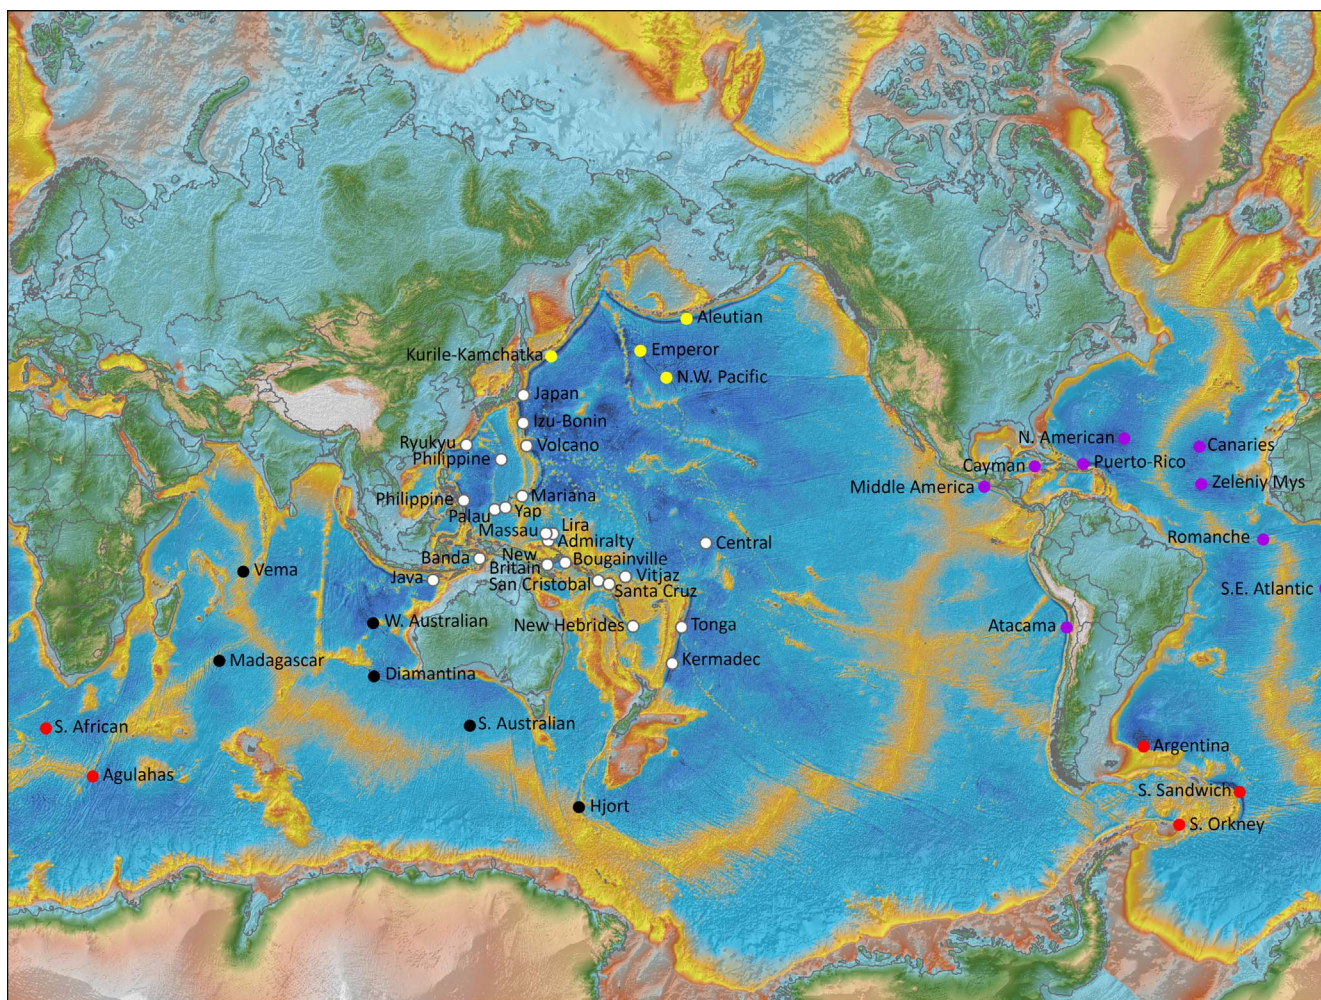 Aleutian
Emperor
Kurile-Kamchatka
N.W. Pacific
Japan
Izu-Bonin
Ryukyu
Volcano
Philippine
N. American
Canaries
Cayman
Puerto-Rico
Middle America
Zeleniy Mys
Philippine
Mariana
Palau
Yap
Massau
Lira
Admiralty
Central
Romanche
Banda
New
Britain
Bougainville
Vema
Java
San Cristobal
Vitjaz
Santa Cruz
S.E. Atlantic
W. Australian
New Hebrides
Tonga
Atacama
Madagascar
Kermadec
Diamantina
S. African
S. Australian
Argentina
Agulahas
S. Sandwich
Hjort
S. Orkney